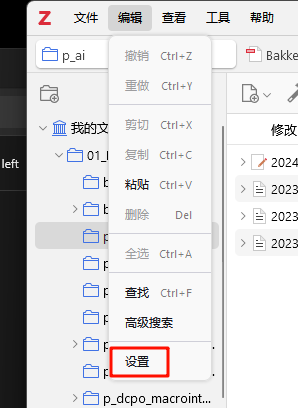 Z 文件 编辑 查看 工具 帮助
p_ai
Bakke
撤销 Ctrl+Z
重做 Ctrl+Y
剪切 Ctrl+X
复制 Ctrl+C
粘贴 Ctrl+V
删除 Del
全选 Ctrl+A
查找 Ctrl+F
高级搜索
设置
我的文
left
01_
b
b
p
p
p
p
p
p
p_dcpo_macroint
修改
2024
2023
2023
2023